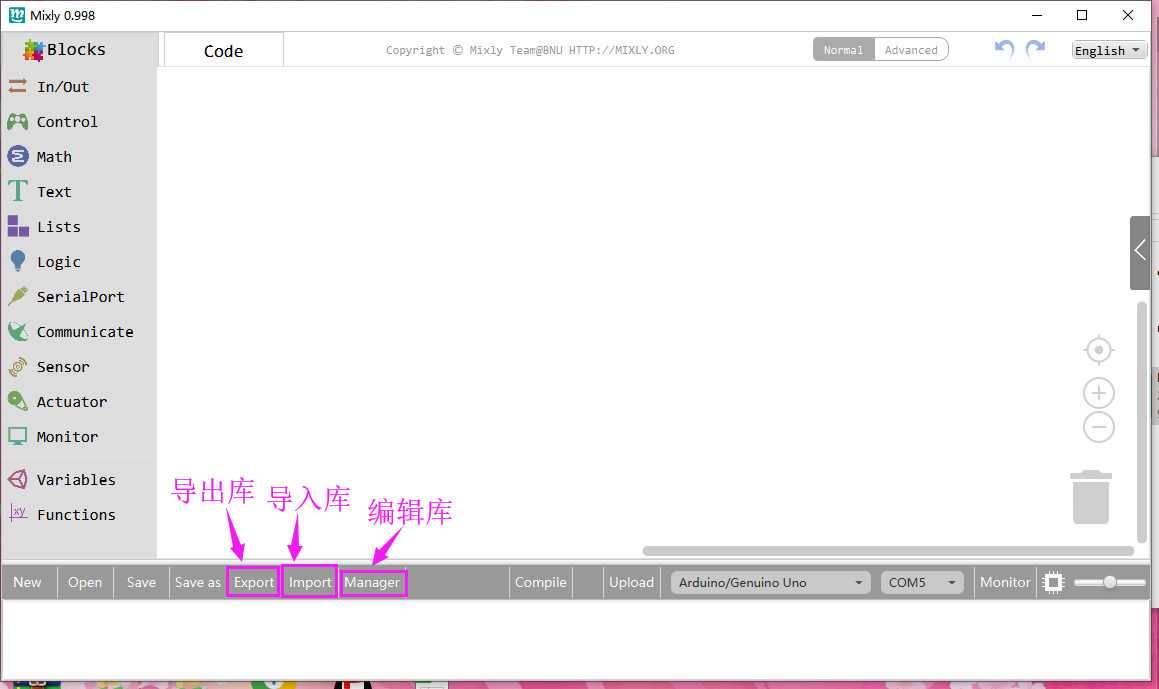 Mixly 0.998
Blocks
Code
Copyright © Mixly Team@BNU HTTP://MIXLY.ORG
Normal
Advanced
English
In/Out
Control
Math
Text
Lists
Logic
SerialPort
Communicate
Sensor
Actuator
Monitor
Variables
Functions
导出库
导入库
编辑库
New
Open
Save
Save as
Export
Import
Manager
Compile
Upload
Arduino/Genuino Uno
COM5
Monitor